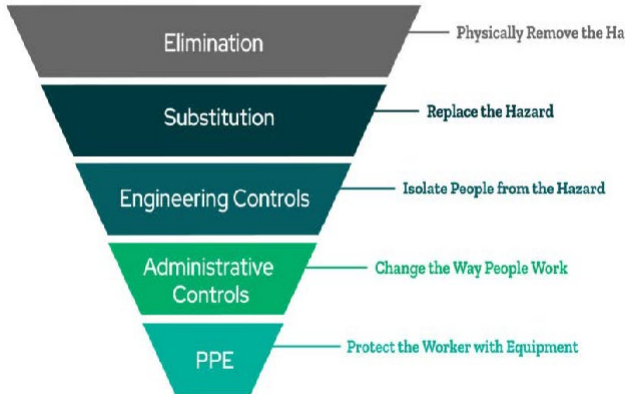 Elimination
Physically Remove the
Substitution
Replace the Hazard
Engineering Controls
Isolate People from the Hazard
Administrative
Controls
Change the Way People Work
PPE
Protect the Worker with Equipment